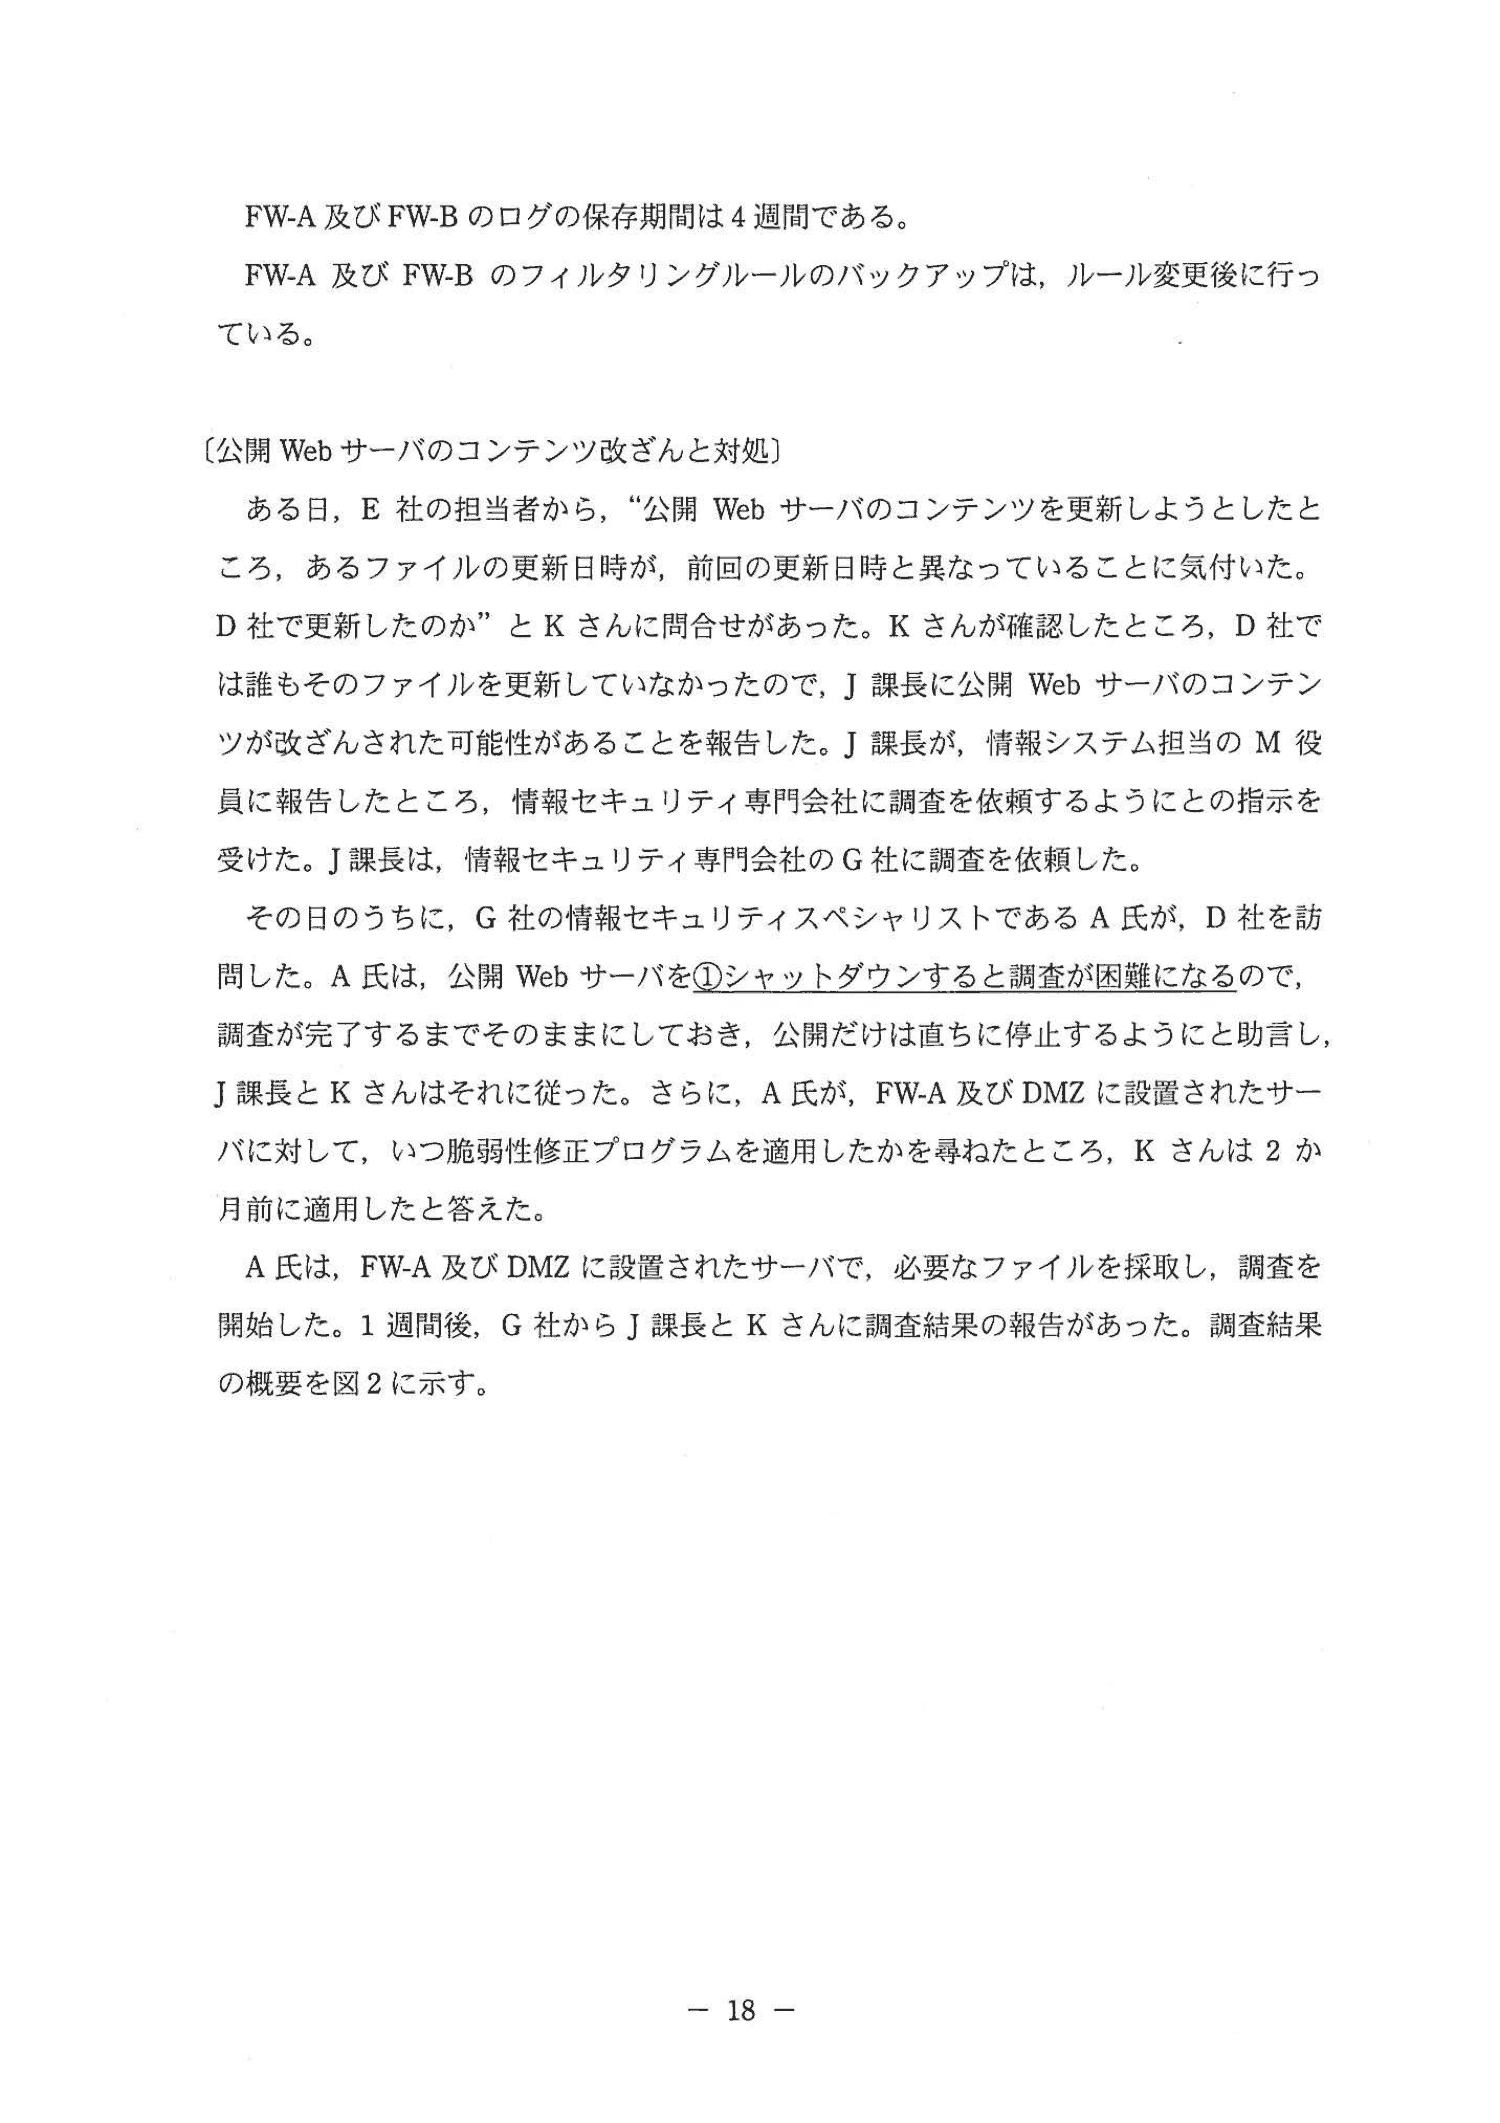 FW-A 及び FW-B のログの保存期間は 4 週間である。
FW-A 及び FW-B のフィルタリングルールのバックアップは，ルール変更後に行っ
ている。
〔公開 Web サーバのコンテンツ改ざんと対処〕
ある日，E 社の担当者から，“公開 Web サーバのコンテンツを更新しようとしたと
ころ，あるファイルの更新日時が，前回の更新日時と異なっていることに気付いた。
D 社で更新したのか” と K さんに問合せがあった。K さんが確認したところ，D 社で
は誰もそのファイルを更新していなかったので，J 課長に公開 Web サーバのコンテン
ツが改ざんされた可能性があることを報告した。J 課長が，情報システム担当の M 役
員に報告したところ，情報セキュリティ専門会社に調査を依頼するようにとの指示を
受けた。J 課長は，情報セキュリティ専門会社の G 社に調査を依頼した。
その日のうちに，G 社の情報セキュリティスペシャリストである A 氏が，D 社を訪
問した。A 氏は，公開 Web サーバを①シャットダウンすると調査が困難になるので，
調査が完了するまでそのままにしておき，公開だけは直ちに停止するようにと助言し，
J 課長と K さんはそれに従った。さらに，A 氏が，FW-A 及び DMZ に設置されたサー
バに対して，いつ脆弱性修正プログラムを適用したかを尋ねたところ，K さんは 2 か
月前に適用したと答えた。
A 氏は，FW-A 及び DMZ に設置されたサーバで，必要なファイルを採取し，調査を
開始した。1 週間後，G 社から J 課長と K さんに調査結果の報告があった。調査結果
の概要を図 2 に示す。
－ 18 －